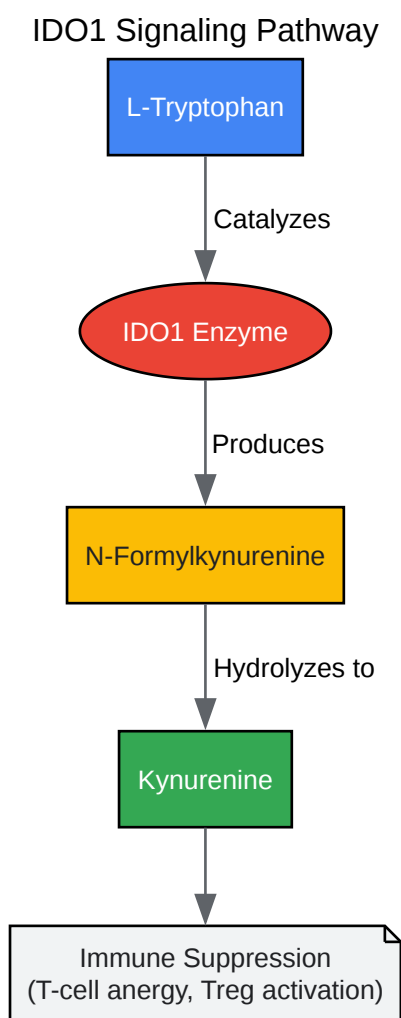 IDO1 Signaling Pathway
L-Tryptophan
Catalyzes
IDO1 Enzyme
Produces
N-Formylkynurenine
Hydrolyzes to
Kynurenine
Immune Suppression
(T-cell anergy, Treg activation)